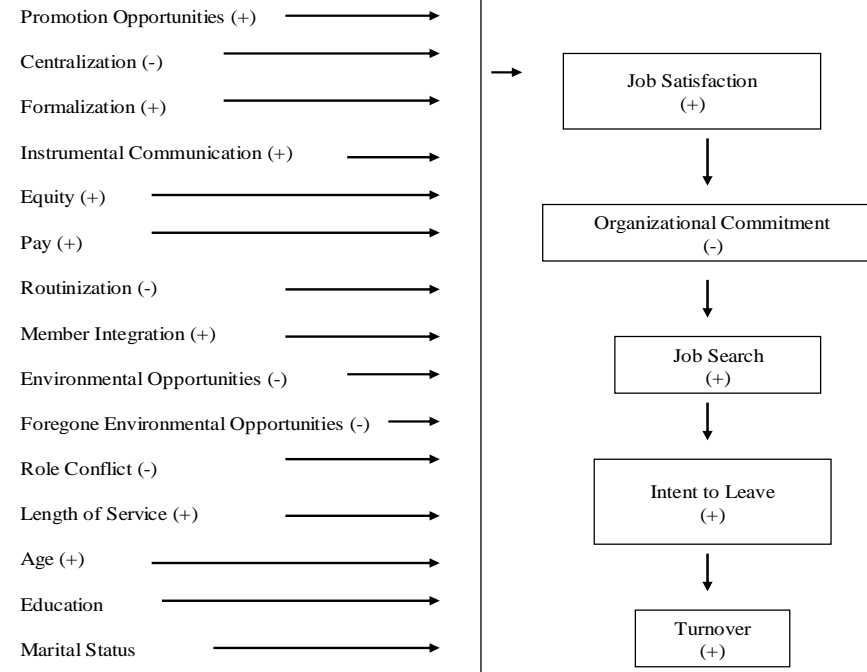 Promotion Opportunities (+)
Centralization (-)
Formalization (+)
Instrumental Communication (+)
Equity (+)
Pay (+)
Routinization (-)
Member Integration (+)
Environmental Opportunities (-)
Foregone Environmental Opportunities (-)
Role Conflict (-)
Length of Service (+)
Age (+)
Education
Marital Status
Job Satisfaction
(+)
Organizational Commitment
(-)
Job Search
(+)
Intent to Leave
(+)
Turnover
(+)